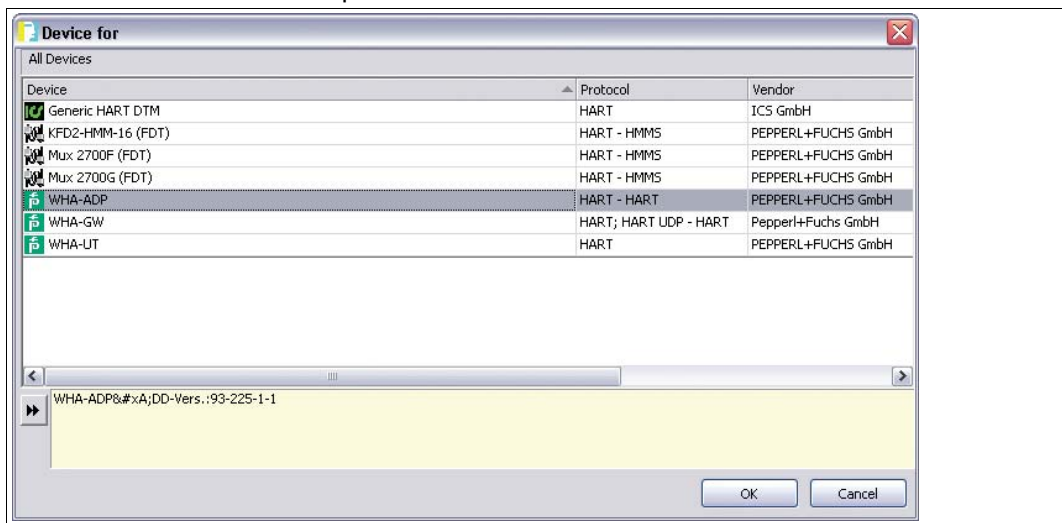 Device for
All Devices
Device Protocol Vendor
Generic HART DTM HART ICS GmbH
KFD2-HMM-16 (FDT) HART - HMMS PEPPERL+FUCHS GmbH
Mux 2700F (FDT) HART - HMMS PEPPERL+FUCHS GmbH
Mux 2700G (FDT) HART - HMMS PEPPERL+FUCHS GmbH
WHA-ADP HART - HART PEPPERL+FUCHS GmbH
WHA-GW HART; HART UDP - HART Pepperl+Fuchs GmbH
WHA-UT HART PEPPERL+FUCHS GmbH
WHA-ADP&#xA;DD-Vers.:93-225-1-1
OK Cancel